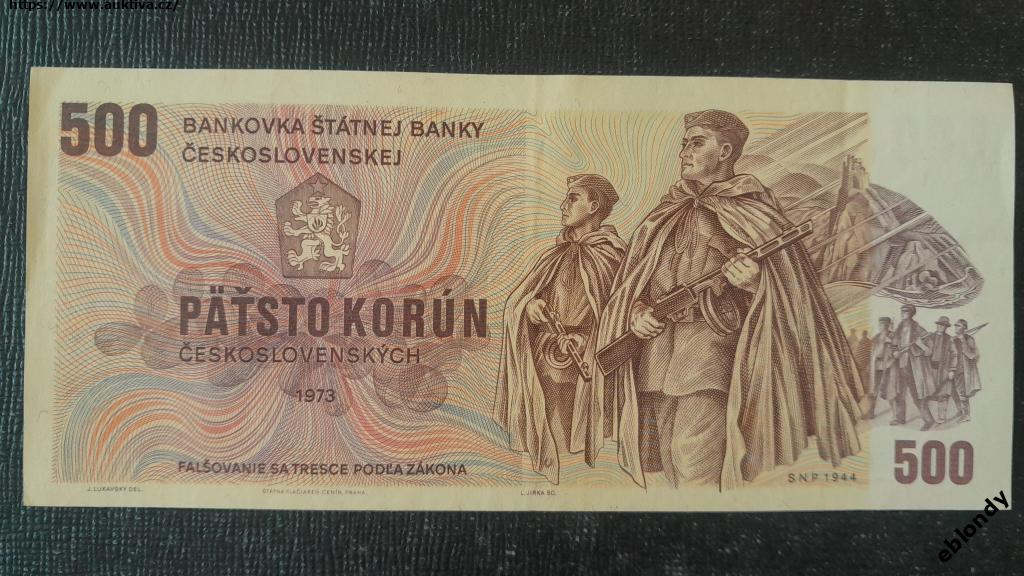 https://www.auktiva.cz/
500
BANKOVKA ŠTÁTNEJ BANKY
ČESKOSLOVENSKEJ
PÄŤSTO KORÚN
ČESKOSLOVENSKÝCH
1973
FALŠOVANIE SA TRESCE PODĽA ZÁKONA
J. LUKAVSKÝ DEL.
ŠTÁTNA TLAČIAREŇ CENÍN, PRAHA
L. JIRKA SC.
SNP 1944
500
eblondy